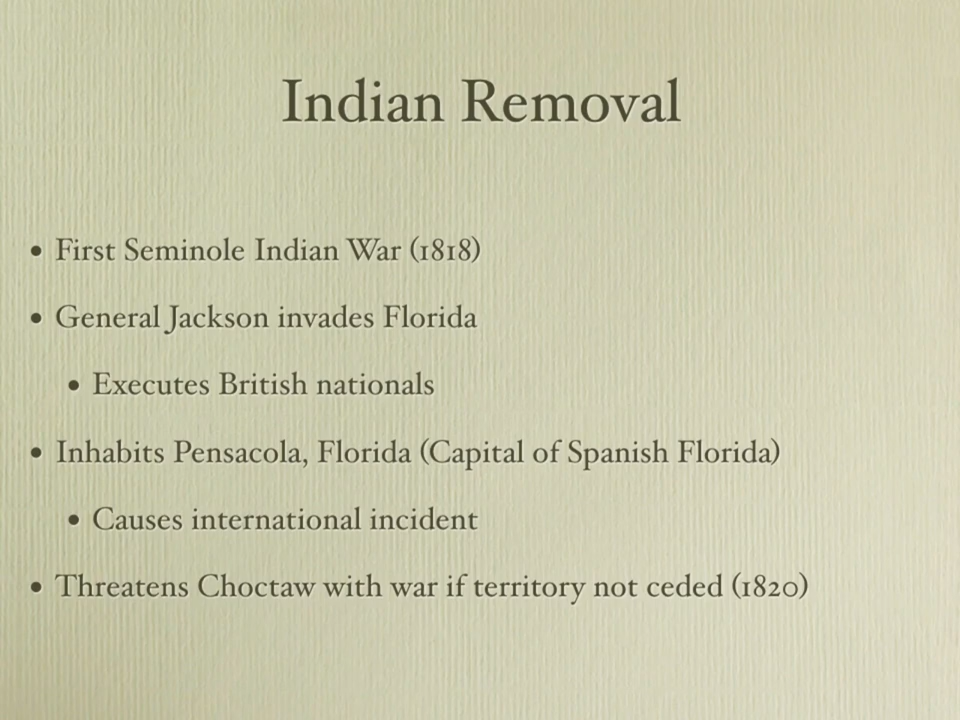 Indian Removal
• First Seminole Indian War (1818)
• General Jackson invades Florida
• Executes British nationals
• Inhabits Pensacola, Florida (Capital of Spanish Florida)
• Causes international incident
• Threatens Choctaw with war if territory not ceded (1820)